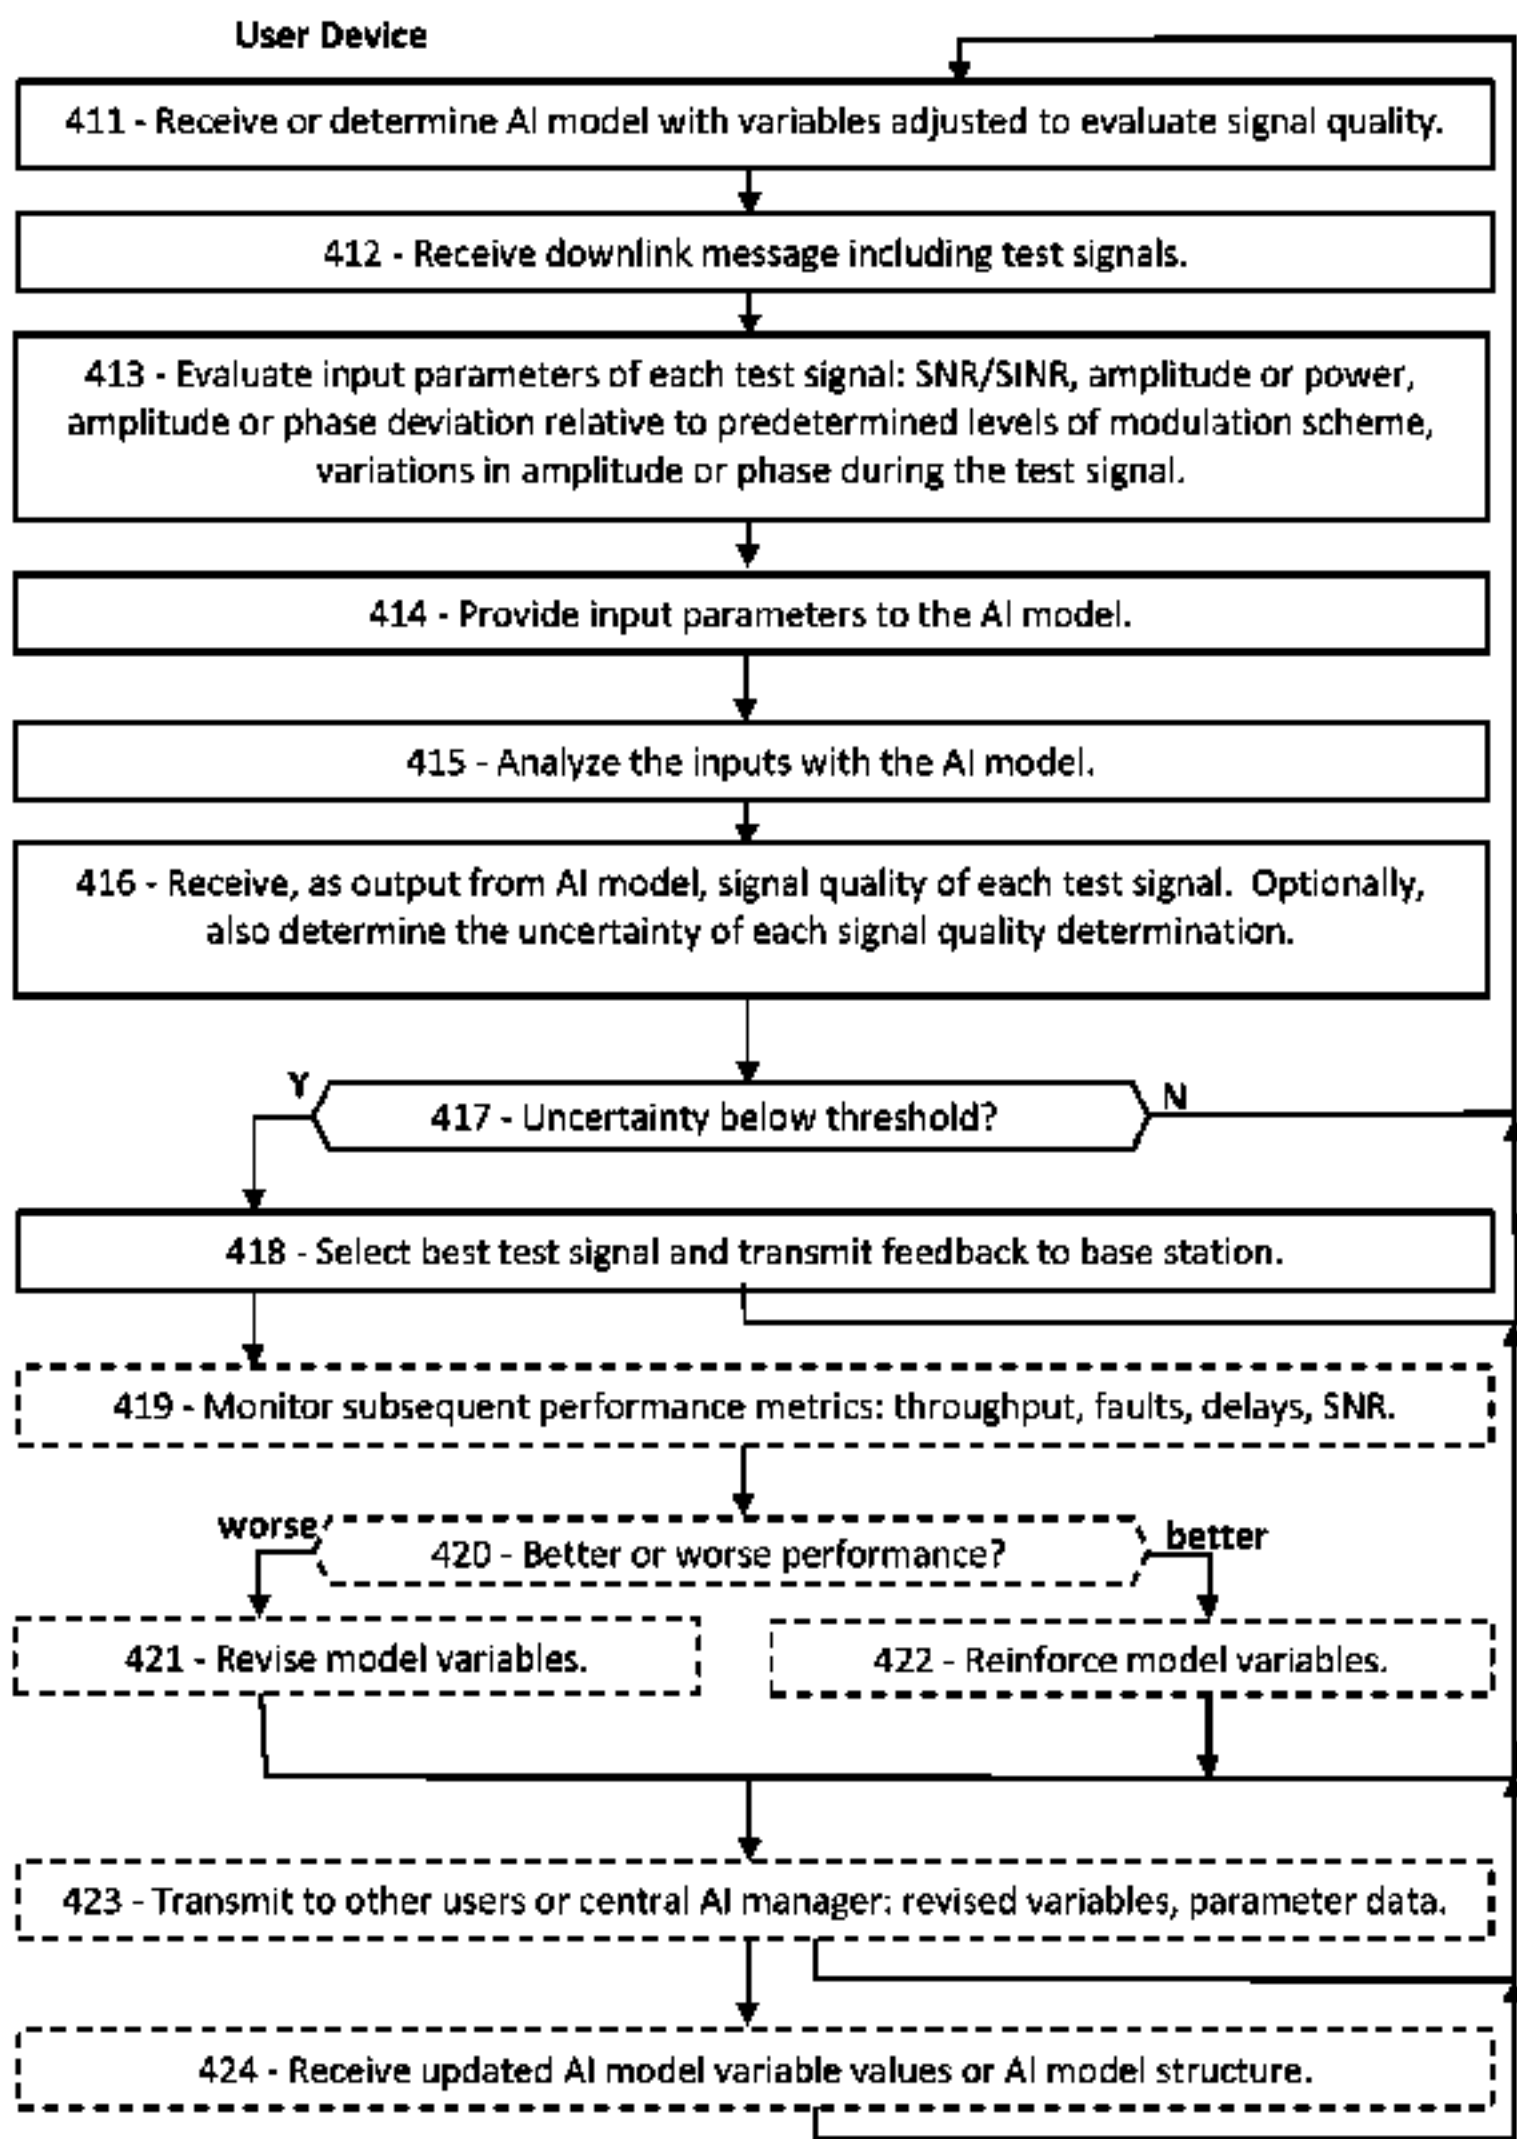 User Device
411 - Receive or determine AI model with variables adjusted to evaluate signal quality.
412 - Receive downlink message including test signals.
413 - Evaluate input parameters of each test signal: SNR/SINR, amplitude or power,
amplitude or phase deviation relative to predetermined levels of modulation scheme,
variations in amplitude or phase during the test signal.
414 - Provide input parameters to the AI model.
415 - Analyze the inputs with the AI model.
416 - Receive, as output from AI model, signal quality of each test signal. Optionally,
also determine the uncertainty of each signal quality determination.
Y
417 - Uncertainty below threshold?
N
418 - Select best test signal and transmit feedback to base station.
419 - Monitor subsequent performance metrics: throughput, faults, delays, SNR.
worse
420 - Better or worse performance?
better
421 - Revise model variables.
422 - Reinforce model variables.
423 - Transmit to other users or central AI manager: revised variables, parameter data.
424 - Receive updated AI model variable values or AI model structure.